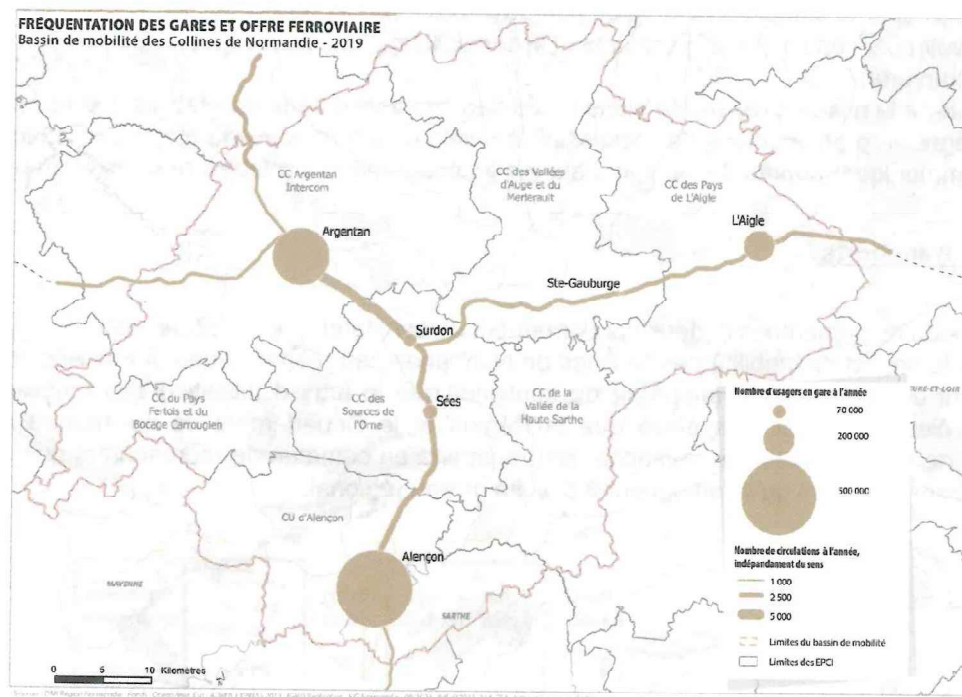 FREQUENTATION DES GARES ET OFFRE FERROVIAIRE
Bassin de mobilité des Collines de Normandie - 2019
CC Argentan
Intercom
CC des Vallées
d'Auge et du
Merlerault
CC des Pays
de L'Aigle
Argentan
L'Aigle
Ste-Gauburge
Surdon
Sées
CC du Pays
Fertois et du
Bocage Carrougien
CC des
Sources de
l'Orne
CC de la
Vallée de la
Haute Sarthe
CU d'Alençon
Alençon
MAYENNE
SARTHE
URE-ET-LOIR
Nombre d'usagers en gare à l'année
70 000
200 000
500 000
Nombre de circulations à l'année,
indépendament du sens
1 000
2 500
5 000
Limites du bassin de mobilité
Limites des EPCI
0 5 10 Kilomètres